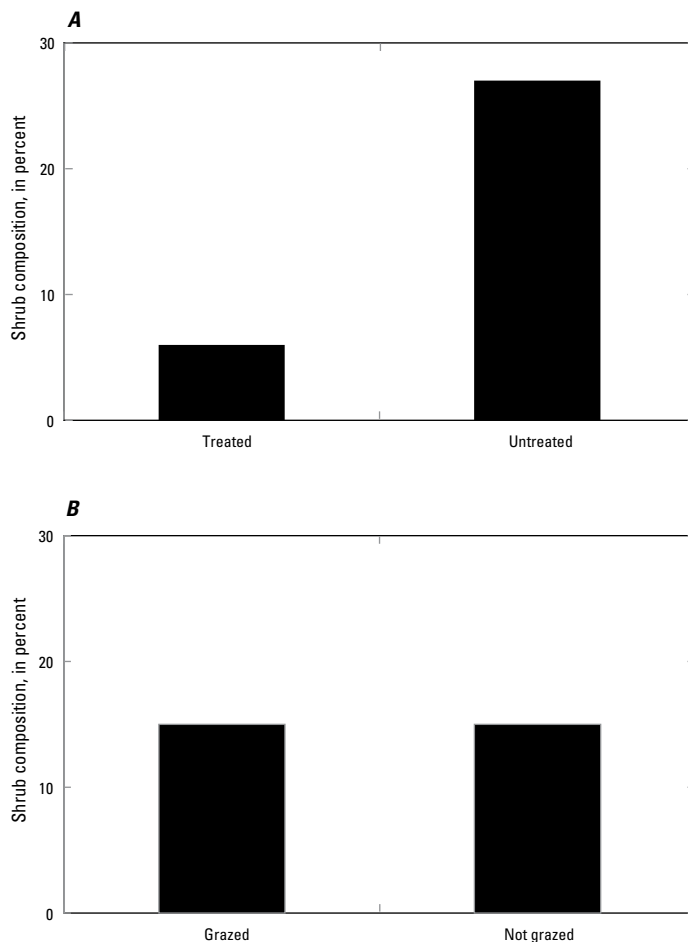 A
30
20
10
0
Shrub composition, in percent
Treated Untreated
B
30
20
10
0
Shrub composition, in percent
Grazed Not grazed